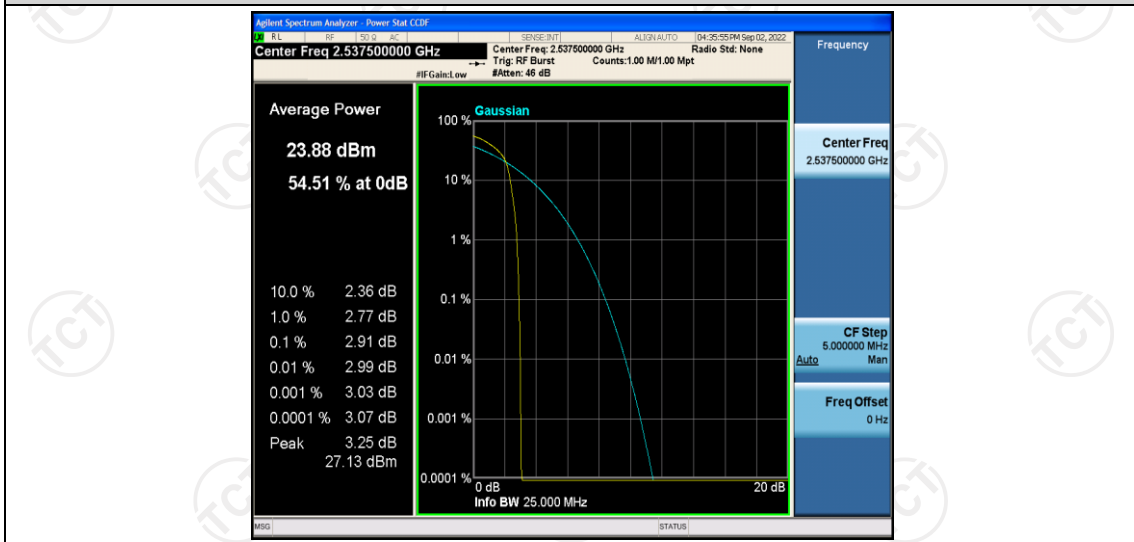 Agilent Spectrum Analyzer - Power Stat CCDF
LXI RL RF 50 Ω AC SENSE:INT ALIGN AUTO 04:35:55 PM Sep 02, 2022
Center Freq 2.537500000 GHz
Center Freq: 2.537500000 GHz Radio Std: None
Trig: RF Burst Counts:1.00 M/1.00 Mpt
#IFGain:Low #Atten: 46 dB
Frequency
Average Power
23.88 dBm
54.51 % at 0dB
10.0 % 2.36 dB
1.0 % 2.77 dB
0.1 % 2.91 dB
0.01 % 2.99 dB
0.001 % 3.03 dB
0.0001 % 3.07 dB
Peak 3.25 dB
27.13 dBm
Gaussian
100 %
10 %
1 %
0.1 %
0.01 %
0.001 %
0.0001 %
0 dB 20 dB
Info BW 25.000 MHz
Center Freq
2.537500000 GHz
CF Step
5.000000 MHz
Auto Man
Freq Offset
0 Hz
MSG STATUS
TCT
TCT
TCT
TCT
TCT
TCT